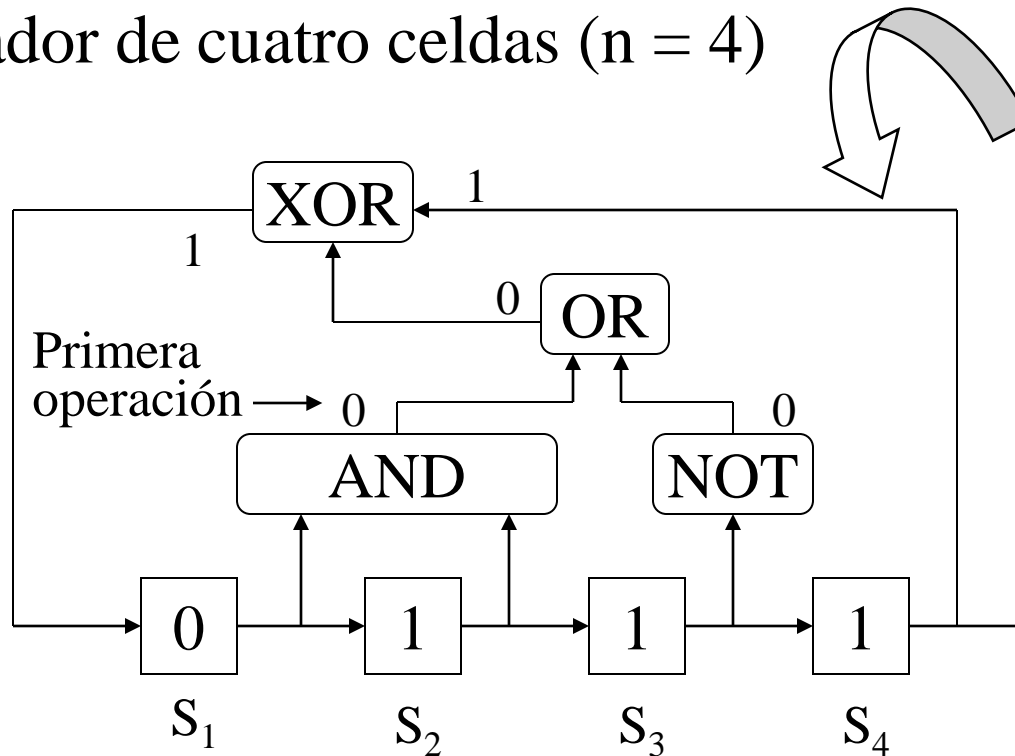 ador de cuatro celdas (n = 4)
XOR
1
1
0
OR
Primera
operación
0
0
AND
NOT
0
1
1
1
S1
S2
S3
S4